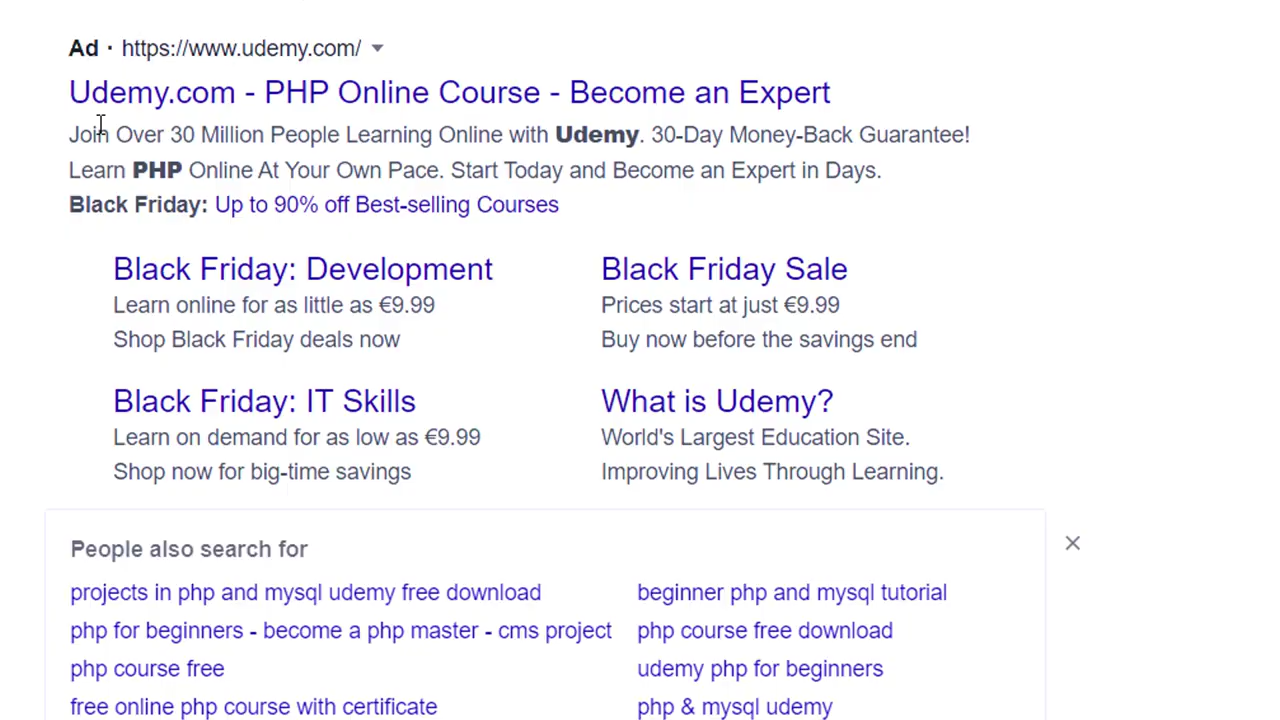 Ad · https://www.udemy.com/
Udemy.com - PHP Online Course - Become an Expert
Join Over 30 Million People Learning Online with Udemy. 30-Day Money-Back Guarantee!
Learn PHP Online At Your Own Pace. Start Today and Become an Expert in Days.
Black Friday: Up to 90% off Best-selling Courses
Black Friday: Development
Learn online for as little as €9.99
Shop Black Friday deals now
Black Friday Sale
Prices start at just €9.99
Buy now before the savings end
Black Friday: IT Skills
Learn on demand for as low as €9.99
Shop now for big-time savings
What is Udemy?
World's Largest Education Site.
Improving Lives Through Learning.
People also search for
projects in php and mysql udemy free download
php for beginners - become a php master - cms project
php course free
free online php course with certificate
beginner php and mysql tutorial
php course free download
udemy php for beginners
php & mysql udemy